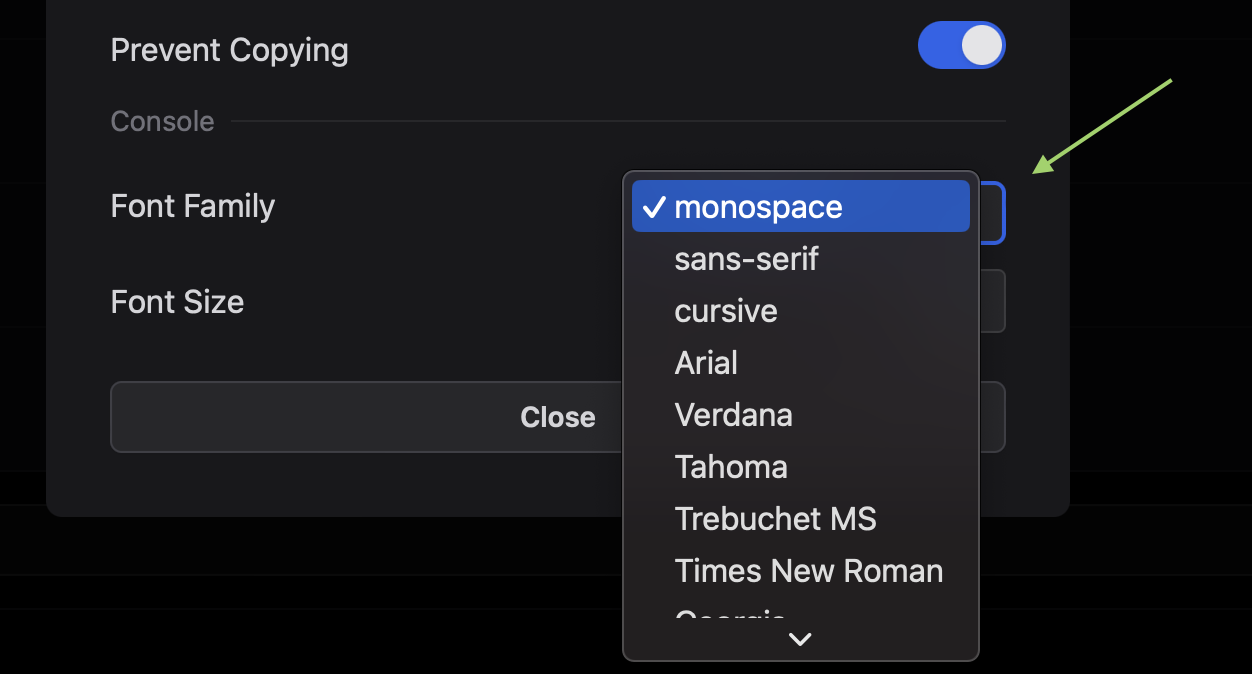 Prevent Copying
Console
Font Family
monospace
sans-serif
cursive
Font Size
Arial
Verdana
Close
Tahoma
Trebuchet MS
Times New Roman